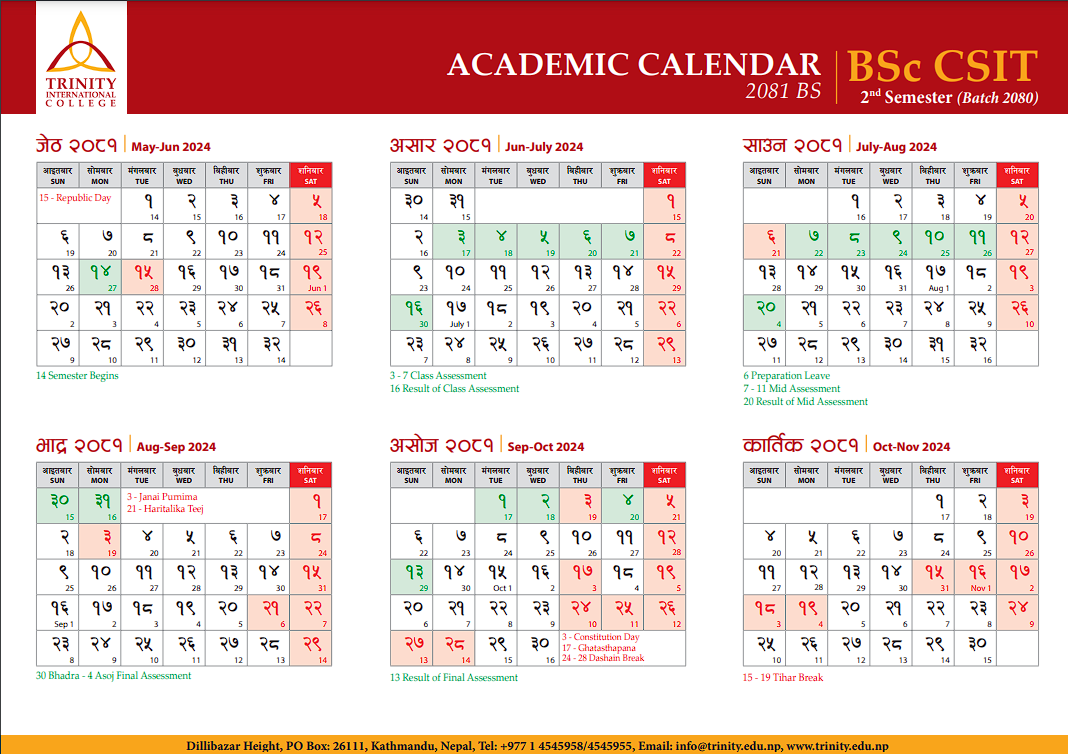 TRINITY
INTERNATIONAL
COLLEGE
ACADEMIC CALENDAR
2081 BS
BSc CSIT
2nd Semester (Batch 2080)
जेठ २०८१ | May-Jun 2024
आइतबार सोमबार मंगलबार बुधबार बिहीबार शुक्रबार शनिबार
SUN MON TUE WED THU FRI SAT
15 - Republic Day १ २ ३ ४ ५
14 15 16 17 18
६ ७ ८ ९ १० ११ १२
19 20 21 22 23 24 25
१३ १४ १५ १६ १७ १८ १९
26 27 28 29 30 31 Jun 1
२० २१ २२ २३ २४ २५ २६
2 3 4 5 6 7 8
२७ २८ २९ ३० ३१ ३२
9 10 11 12 13 14
14 Semester Begins
असार २०८१ | Jun-July 2024
आइतबार सोमबार मंगलबार बुधबार बिहीबार शुक्रबार शनिबार
SUN MON TUE WED THU FRI SAT
३० ३१ १
14 15 15
२ ३ ४ ५ ६ ७ ८
16 17 18 19 20 21 22
९ १० ११ १२ १३ १४ १५
23 24 25 26 27 28 29
१६ १७ १८ १९ २० २१ २२
30 July 1 2 3 4 5 6
२३ २४ २५ २६ २७ २८ २९
7 8 9 10 11 12 13
3 - 7 Class Assessment
16 Result of Class Assessment
साउन २०८१ | July-Aug 2024
आइतबार सोमबार मंगलबार बुधबार बिहीबार शुक्रबार शनिबार
SUN MON TUE WED THU FRI SAT
१ २ ३ ४ ५
16 17 18 19 20
६ ७ ८ ९ १० ११ १२
21 22 23 24 25 26 27
१३ १४ १५ १६ १७ १८ १९
28 29 30 31 Aug 1 2 3
२० २१ २२ २३ २४ २५ २६
4 5 6 7 8 9 10
२७ २८ २९ ३० ३१ ३२
11 12 13 14 15 16
6 Preparation Leave
7 - 11 Mid Assessment
20 Result of Mid Assessment
भाद्र २०८१ | Aug-Sep 2024
आइतबार सोमबार मंगलबार बुधबार बिहीबार शुक्रबार शनिबार
SUN MON TUE WED THU FRI SAT
३० ३१ 3 - Janai Purnima १
15 16 21 - Haritalika Teej 17
२ ३ ४ ५ ६ ७ ८
18 19 20 21 22 23 24
९ १० ११ १२ १३ १४ १५
25 26 27 28 29 30 31
१६ १७ १८ १९ २० २१ २२
Sep 1 2 3 4 5 6 7
२३ २४ २५ २६ २७ २८ २९
8 9 10 11 12 13 14
30 Bhadra - 4 Asoj Final Assessment
असोज २०८१ | Sep-Oct 2024
आइतबार सोमबार मंगलबार बुधबार बिहीबार शुक्रबार शनिबार
SUN MON TUE WED THU FRI SAT
१ २ ३ ४ ५
17 18 19 20 21
६ ७ ८ ९ १० ११ १२
22 23 24 25 26 27 28
१३ १४ १५ १६ १७ १८ १९
29 30 Oct 1 2 3 4 5
२० २१ २२ २३ २४ २५ २६
6 7 8 9 10 11 12
२७ २८ २९ ३०
13 14 15 16
3 - Constitution Day
17 - Ghatasthapana
24 - 28 Dashain Break
13 Result of Final Assessment
कार्तिक २०८१ | Oct-Nov 2024
आइतबार सोमबार मंगलबार बुधबार बिहीबार शुक्रबार शनिबार
SUN MON TUE WED THU FRI SAT
१ २ ३
17 18 19
४ ५ ६ ७ ८ ९ १०
20 21 22 23 24 25 26
११ १२ १३ १४ १५ १६ १७
27 28 29 30 31 Nov 1 2
१८ १९ २० २१ २२ २३ २४
3 4 5 6 7 8 9
२५ २६ २७ २८ २९ ३०
10 11 12 13 14 15
15 - 19 Tihar Break
Dillibazar Height, PO Box: 26111, Kathmandu, Nepal, Tel: +977 1 4545958/4545955, Email: info@trinity.edu.np, www.trinity.edu.np